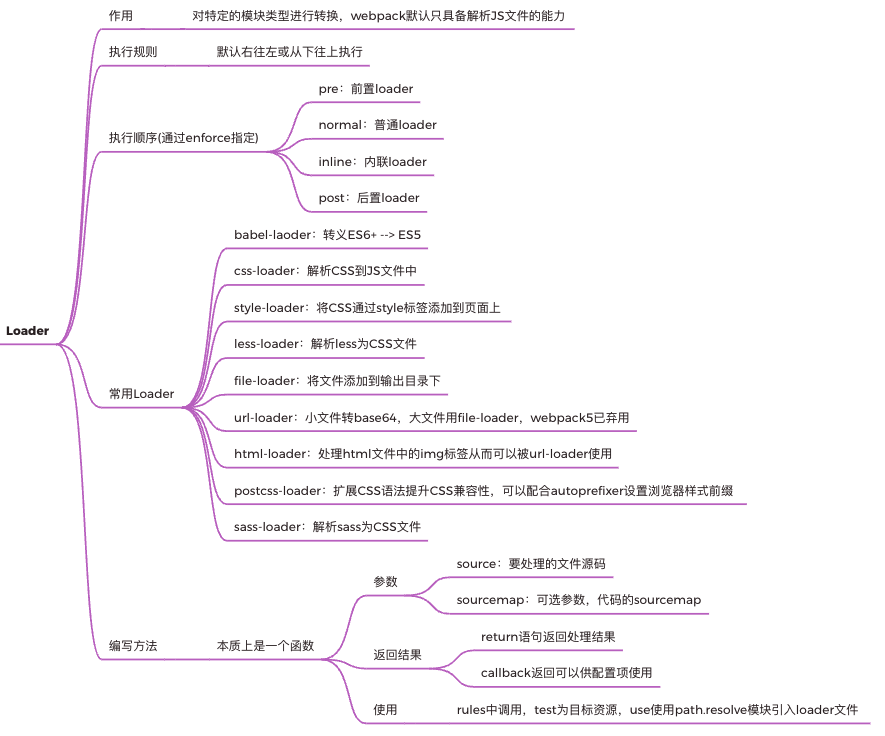 作用
对特定的模块类型进行转换，webpack默认只具备解析JS文件的能力
执行规则
默认右往左或从下往上执行
执行顺序(通过enforce指定)
pre：前置loader
normal：普通loader
inline：内联loader
post：后置loader
Loader
常用Loader
babel-laoder：转义ES6+ --> ES5
css-loader：解析CSS到JS文件中
style-loader：将CSS通过style标签添加到页面上
less-loader：解析less为CSS文件
file-loader：将文件添加到输出目录下
url-loader：小文件转base64，大文件用file-loader，webpack5已弃用
html-loader：处理html文件中的img标签从而可以被url-loader使用
postcss-loader：扩展CSS语法提升CSS兼容性，可以配合autoprefixer设置浏览器样式前缀
sass-loader：解析sass为CSS文件
编写方法
本质上是一个函数
参数
source：要处理的文件源码
sourcemap：可选参数，代码的sourcemap
返回结果
return语句返回处理结果
callback返回可以供配置项使用
使用
rules中调用，test为目标资源，use使用path.resolve模块引入loader文件